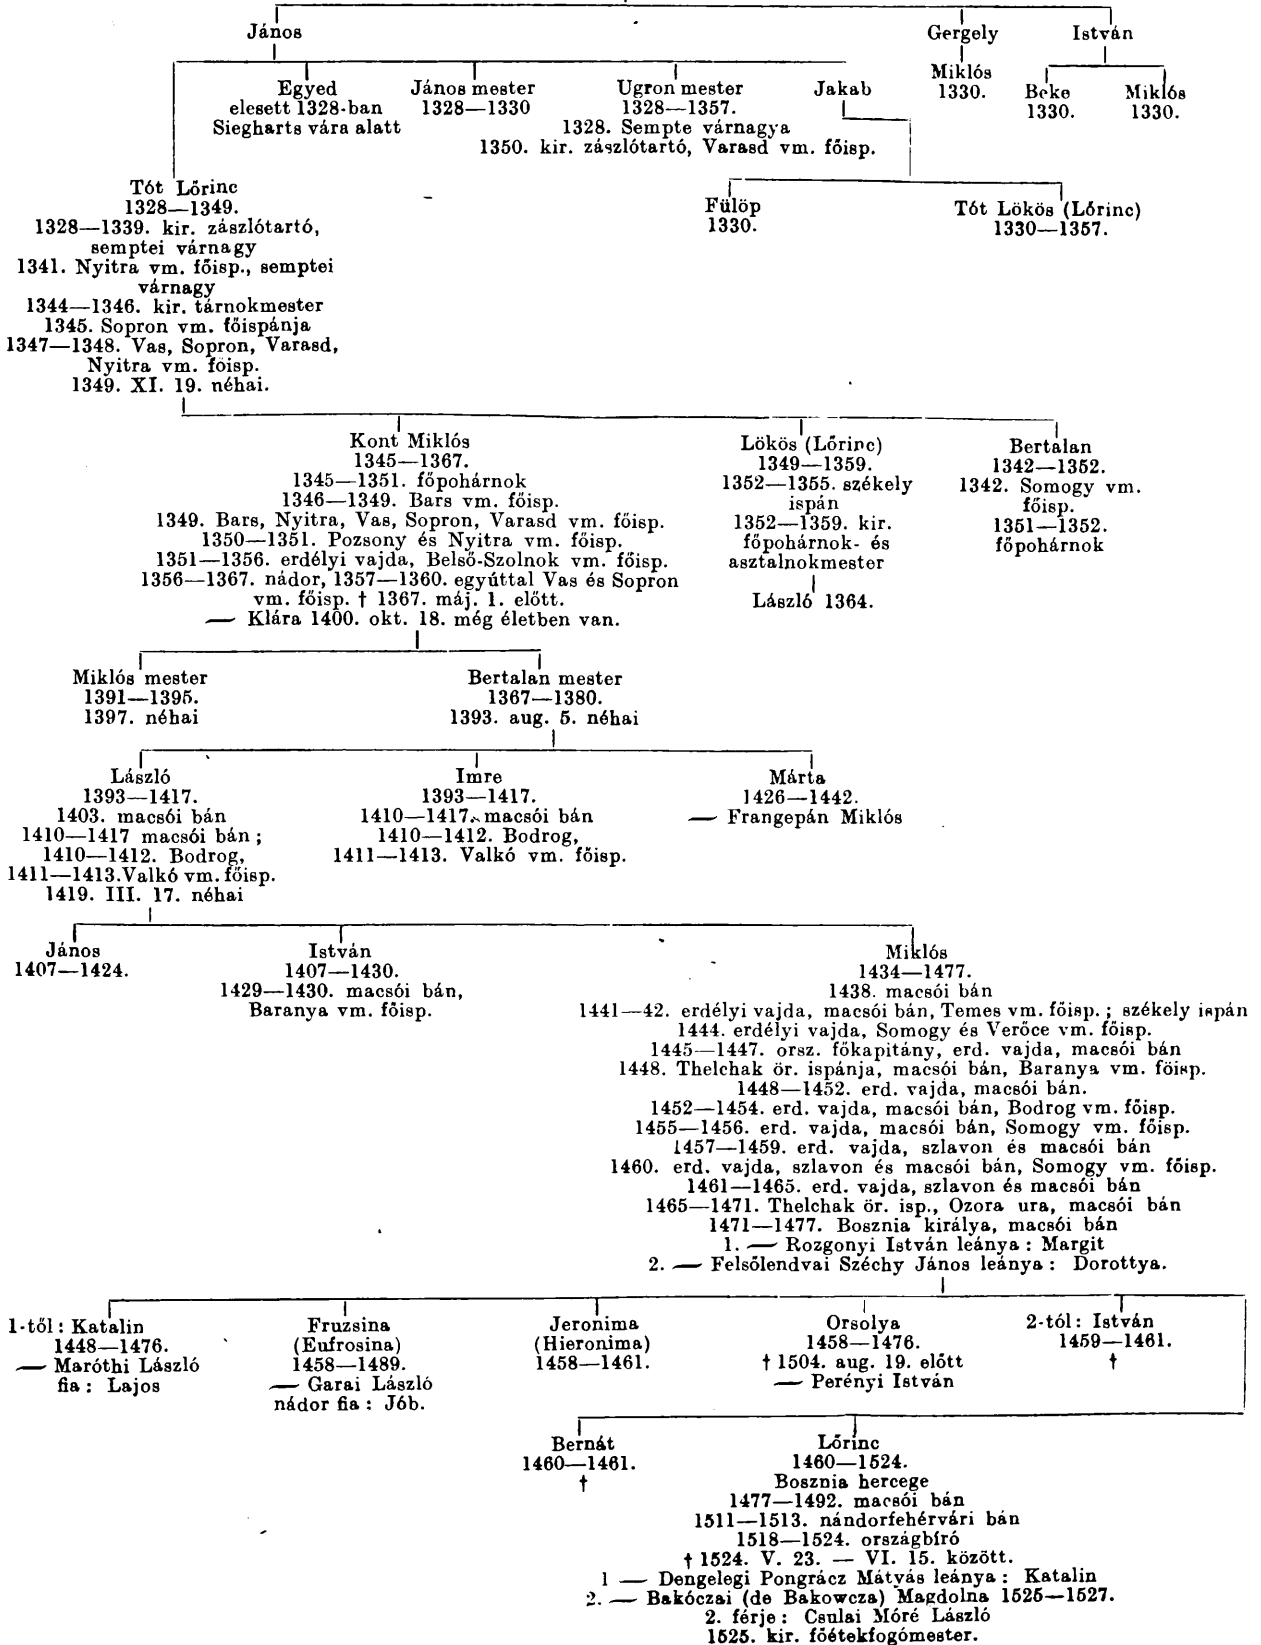 János
Gergely
István
Egyed
elesett 1328-ban
Siegharts vára alatt
János mester
1328—1330
Ugron mester
1328—1357.
1328. Sempte várnagya
1350. kir. zászlótartó, Varasd vm. főisp.
Jakab
Miklós
1330.
Beke
1330.
Miklós
1330.
Tót Lőrinc
1328—1349.
1328—1339. kir. zászlótartó,
semptei várnagy
1341. Nyitra vm. főisp., semptei
várnagy
1344—1346. kir. tárnokmester
1345. Sopron vm. főispánja
1347—1348. Vas, Sopron, Varasd,
Nyitra vm. főisp.
1349. XI. 19. néhai.
Fülöp
1330.
Tót Lökös (Lőrinc)
1330—1357.
Kont Miklós
1345—1367.
1345—1351. főpohárnok
1346—1349. Bars vm. főisp.
1349. Bars, Nyitra, Vas, Sopron, Varasd vm. főisp.
1350—1351. Pozsony és Nyitra vm. főisp.
1351—1356. erdélyi vajda, Belső-Szolnok vm. főisp.
1356—1367. nádor, 1357—1360. egyúttal Vas és Sopron
vm. főisp. † 1367. máj. 1. előtt.
— Klára 1400. okt. 18. még életben van.
Lökös (Lőrinc)
1349—1359.
1352—1355. székely
ispán
1352—1359. kir.
főpohárnok- és
asztalnokmester
László 1364.
Bertalan
1342—1352.
1342. Somogy vm.
főisp.
1351—1352.
főpohárnok
Miklós mester
1391—1395.
1397. néhai
Bertalan mester
1367—1380.
1393. aug. 5. néhai
László
1393—1417.
1403. macsói bán
1410—1417 macsói bán ;
1410—1412. Bodrog,
1411—1413. Valkó vm. főisp.
1419. III. 17. néhai
Imre
1393—1417.
1410—1417. macsói bán
1410—1412. Bodrog,
1411—1413. Valkó vm. főisp.
Márta
1426—1442.
— Frangepán Miklós
János
1407—1424.
István
1407—1430.
1429—1430. macsói bán,
Baranya vm. főisp.
Miklós
1434—1477.
1438. macsói bán
1441—42. erdélyi vajda, macsói bán, Temes vm. főisp. ; székely ispán
1444. erdélyi vajda, Somogy és Verőce vm. főisp.
1445—1447. orsz. főkapitány, erd. vajda, macsói bán
1448. Thelchak ör. ispánja, macsói bán, Baranya vm. föisp.
1448—1452. erd. vajda, macsói bán.
1452—1454. erd. vajda, macsói bán, Bodrog vm. főisp.
1455—1456. erd. vajda, macsói bán, Somogy vm. főisp.
1457—1459. erd. vajda, szlavon és macsói bán
1460. erd. vajda, szlavon és macsói bán, Somogy vm. főisp.
1461—1465. erd. vajda, szlavon és macsói bán
1465—1471. Thelchak ör. isp., Ozora ura, macsói bán
1471—1477. Bosznia királya, macsói bán
1. — Rozgonyi István leánya : Margit
2. — Felsőlendvai Széchy János leánya : Dorottya.
1-től : Katalin
1448—1476.
— Maróthi László
fia : Lajos
Fruzsina
(Eufrosina)
1458—1489.
— Garai László
nádor fia : Jób.
Jeronima
(Hieronima)
1458—1461.
Orsolya
1458—1476.
† 1504. aug. 19. előtt
— Perényi István
2-tól : István
1459—1461.
†
Bernát
1460—1461.
†
Lőrinc
1460—1524.
Bosznia hercege
1477—1492. macsói bán
1511—1513. nándorfehérvári bán
1518—1524. országbíró
† 1524. V. 23. — VI. 15. között.
1 — Dengelegi Pongrácz Mátyás leánya : Katalin
2. — Bakóczai (de Bakowcza) Magdolna 1525—1527.
2. férje : Csulai Móré László
1525. kir. főétekfogómester.